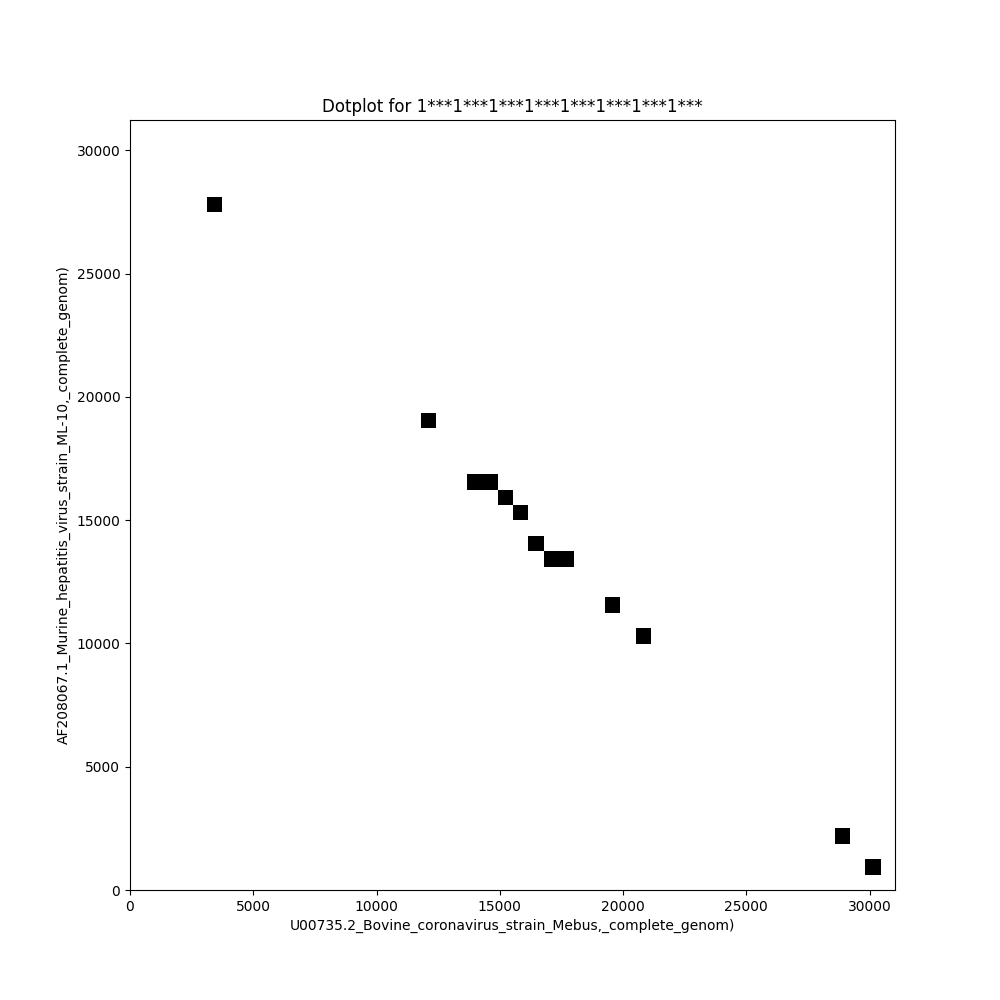 Dotplot for 1***1***1***1***1***1***1***1***
30000
25000
20000
15000
10000
5000
0
AF208067.1_Murine_hepatitis_virus_strain_ML-10,_complete_genom)
0 5000 10000 15000 20000 25000 30000
U00735.2_Bovine_coronavirus_strain_Mebus,_complete_genom)